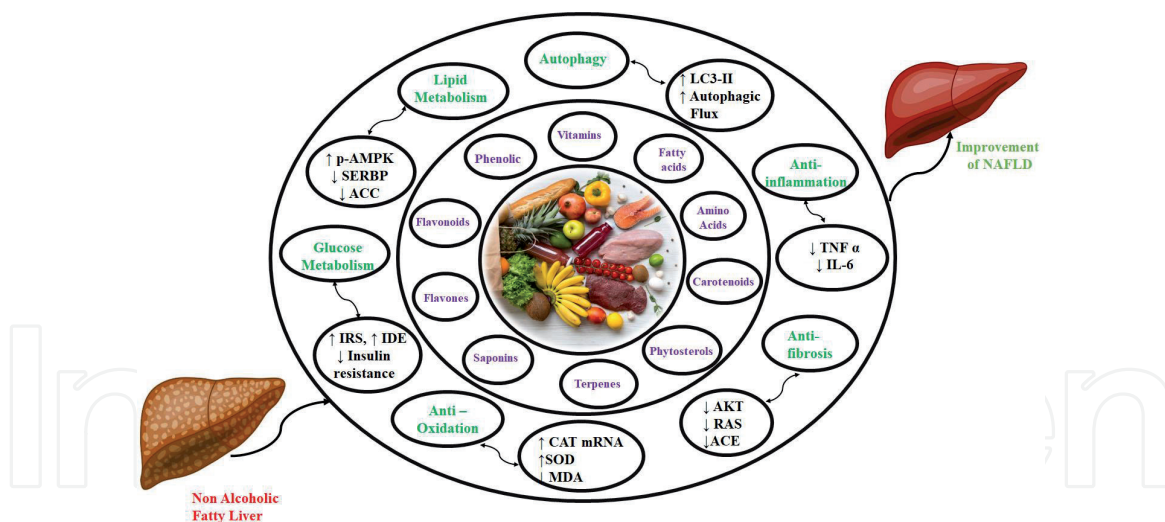 Autophagy
↑ LC3-II
↑ Autophagic
Flux
Lipid
Metabolism
↑ p-AMPK
↓ SERBP
↓ ACC
Vitamins
Phenolic
Fatty
acids
Anti-
inflammation
Improvement
of NAFLD
Flavonoids
Amino
Acids
↓ TNF α
↓ IL-6
Glucose
Metabolism
Flavones
Carotenoids
↑ IRS, ↑ IDE
↓ Insulin
resistance
Saponins
Phytosterols
Terpenes
Anti-
fibrosis
↓ AKT
↓ RAS
↓ACE
Anti –
Oxidation
↑ CAT mRNA
↑SOD
↓ MDA
Non Alcoholic
Fatty Liver
In
en